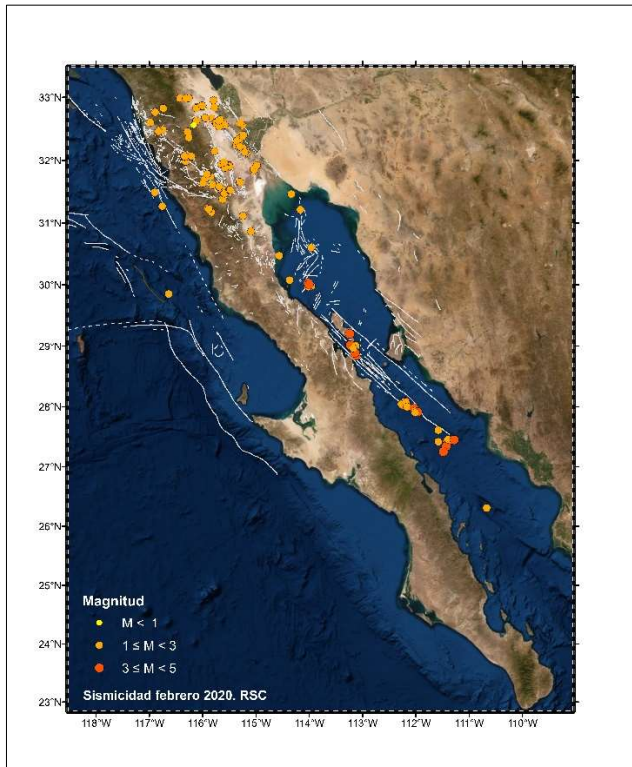 33°N
32°N
31°N
30°N
29°N
28°N
27°N
26°N
25°N
24°N
23°N
Magnitud
M < 1
1 ≤ M < 3
3 ≤ M < 5
Sismicidad febrero 2020. RSC
118°W 117°W 116°W 115°W 114°W 113°W 112°W 111°W 110°W